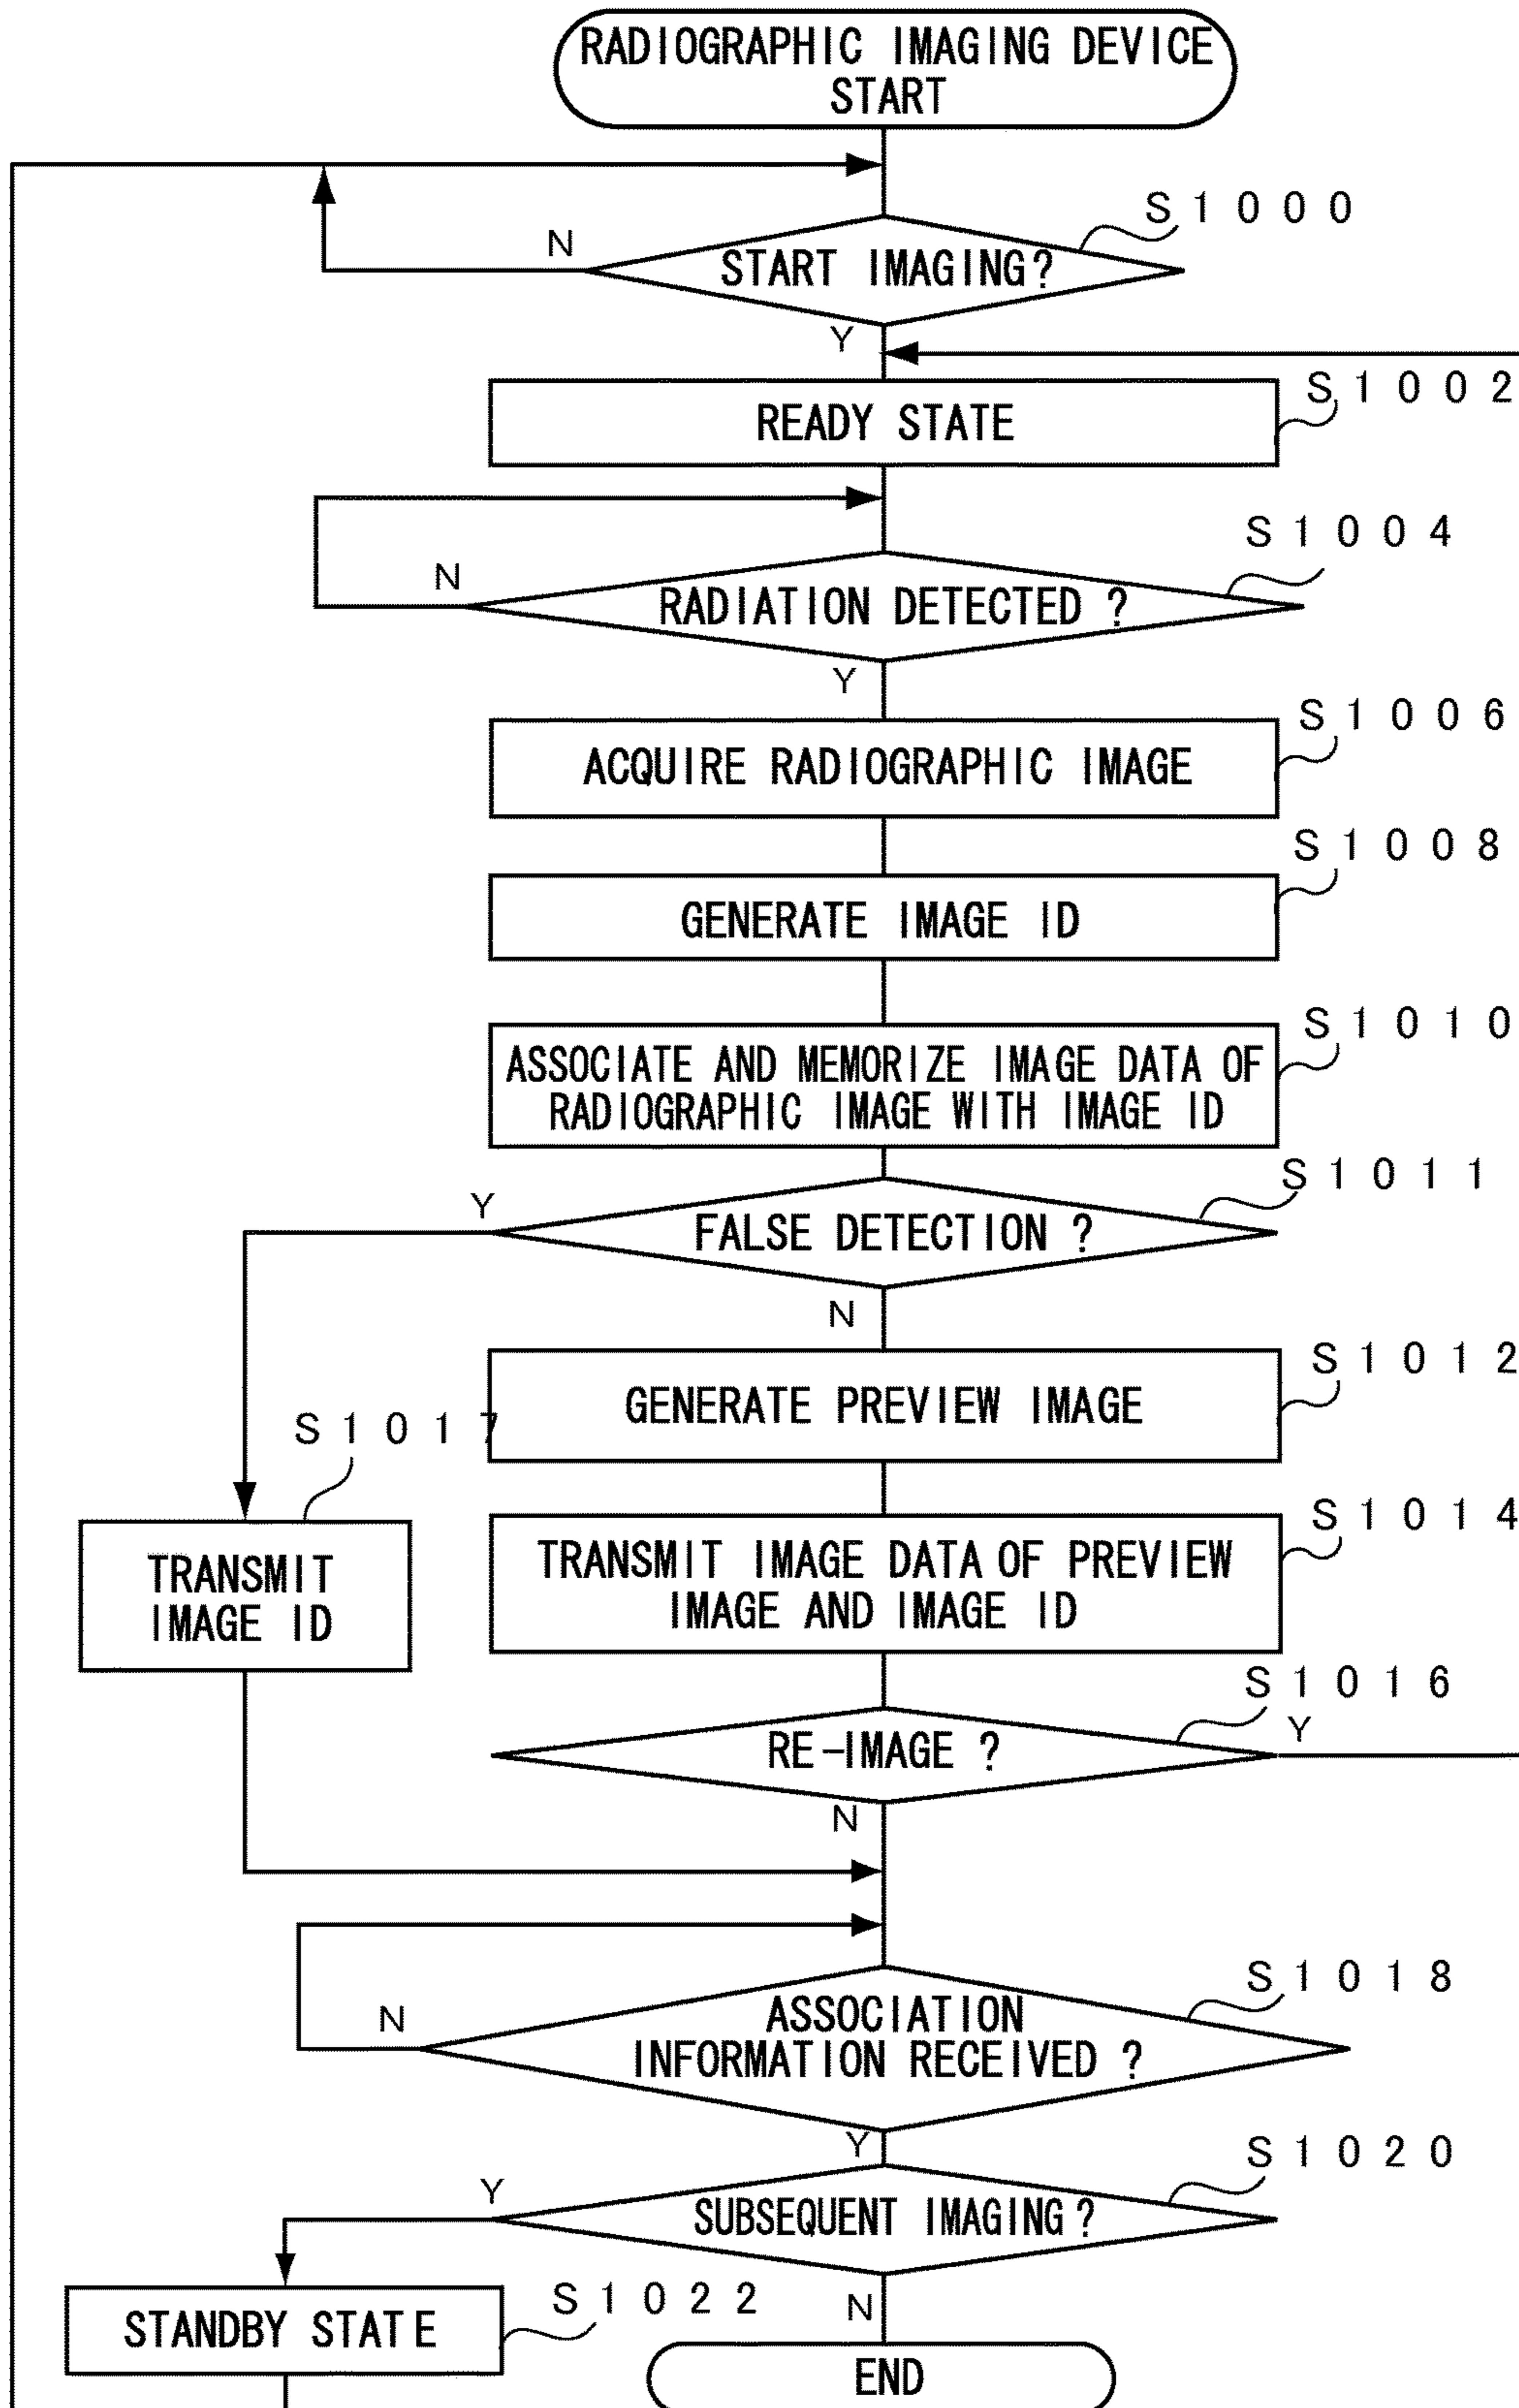 RADIOGRAPHIC IMAGING DEVICE
START
S1000
N
START IMAGING?
Y
S1002
READY STATE
S1004
N
RADIATION DETECTED ?
Y
S1006
ACQUIRE RADIOGRAPHIC IMAGE
S1008
GENERATE IMAGE ID
S1010
ASSOCIATE AND MEMORIZE IMAGE DATA OF
RADIOGRAPHIC IMAGE WITH IMAGE ID
S1011
Y
FALSE DETECTION ?
N
S1012
GENERATE PREVIEW IMAGE
S1017
S1014
TRANSMIT
IMAGE ID
TRANSMIT IMAGE DATA OF PREVIEW
IMAGE AND IMAGE ID
S1016
Y
RE-IMAGE ?
N
S1018
N
ASSOCIATION
INFORMATION RECEIVED ?
Y
S1020
Y
SUBSEQUENT IMAGING?
S1022
N
STANDBY STATE
END